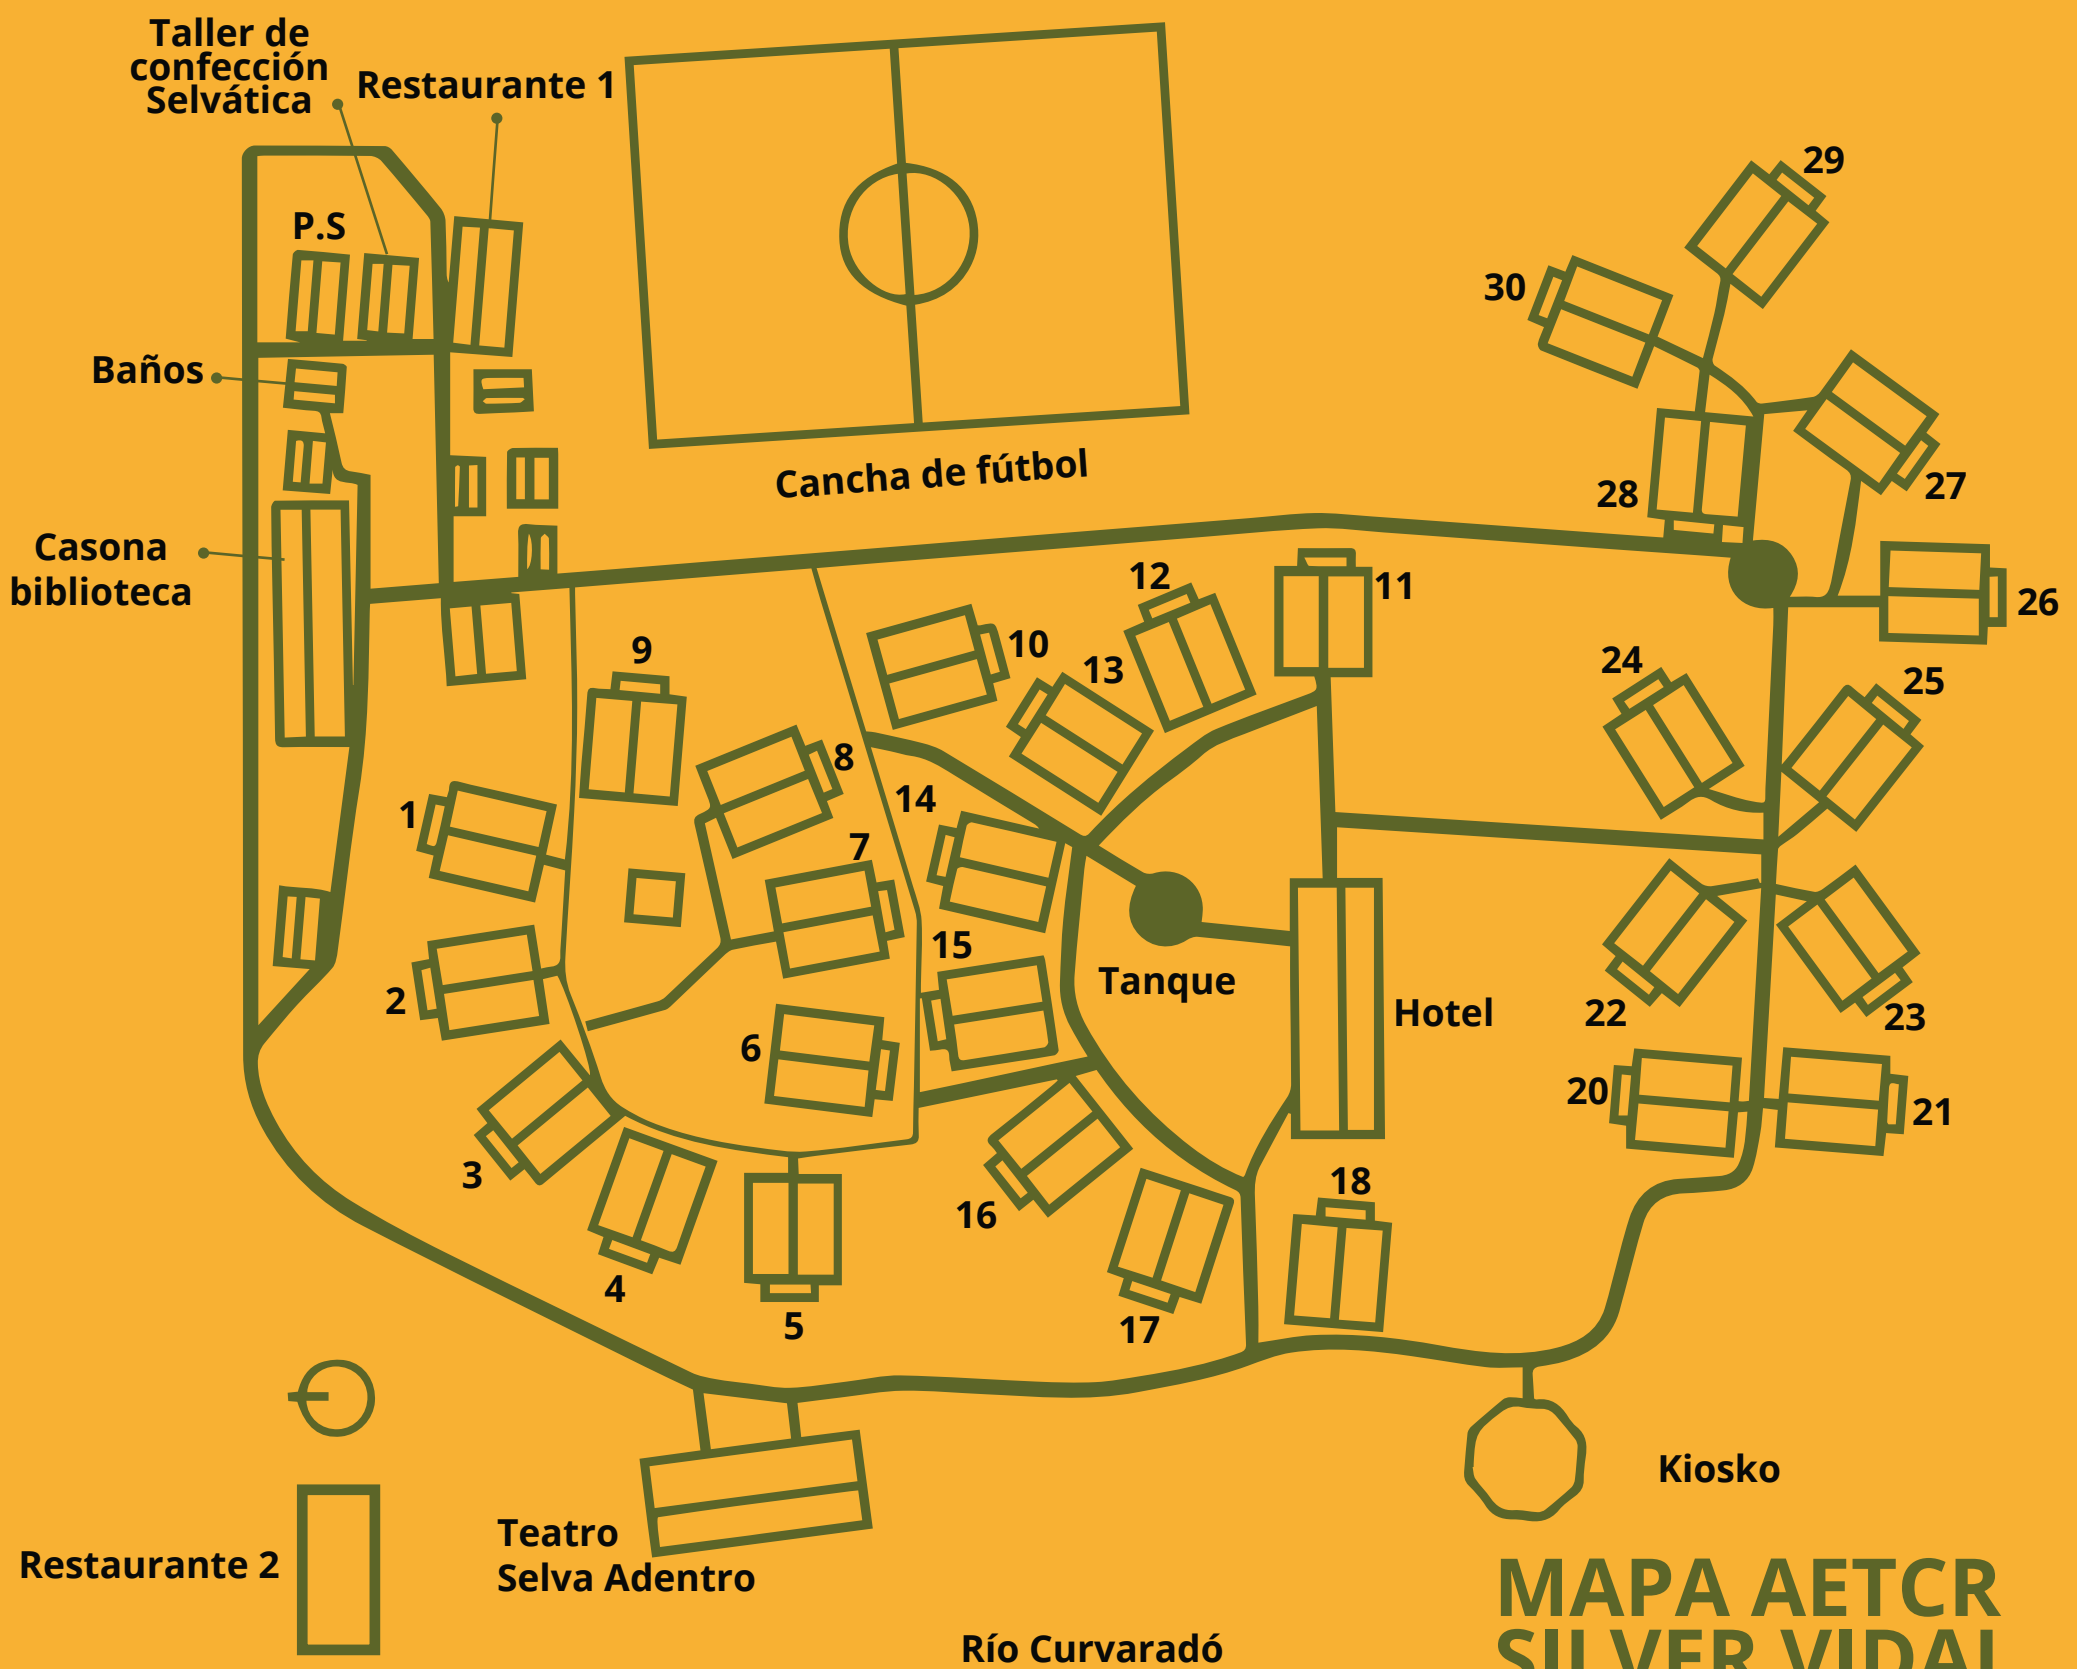 Taller de
confección
Selvática
Restaurante 1
P.S
Baños
Casona
biblioteca
Cancha de fútbol
29
30
28
27
26
12
11
10
13
9
24
25
8
1
14
7
15
2
Tanque
Hotel
22
23
6
20
21
3
16
18
4
5
17
Kiosko
Teatro
Selva Adentro
Restaurante 2
Río Curvaradó
MAPA AETCR
SILVER VIDAL